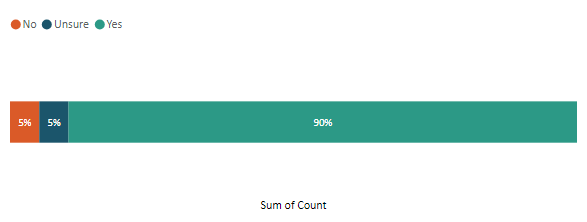 No Unsure Yes
5% 5% 90%
Sum of Count